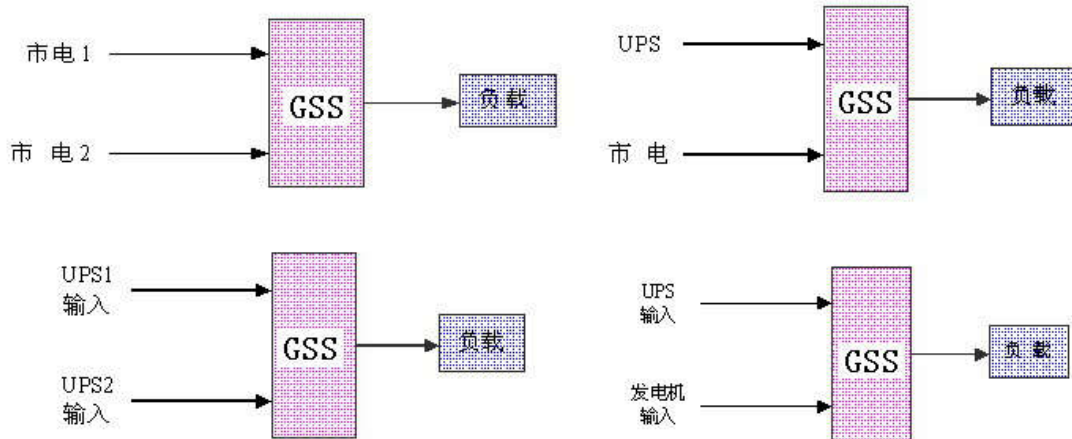 市电1
GSS
负载
市 电2
UPS
GSS
负载
市 电
UPS1
输入
GSS
负载
UPS2
输入
UPS
输入
GSS
负 载
发电机
输入